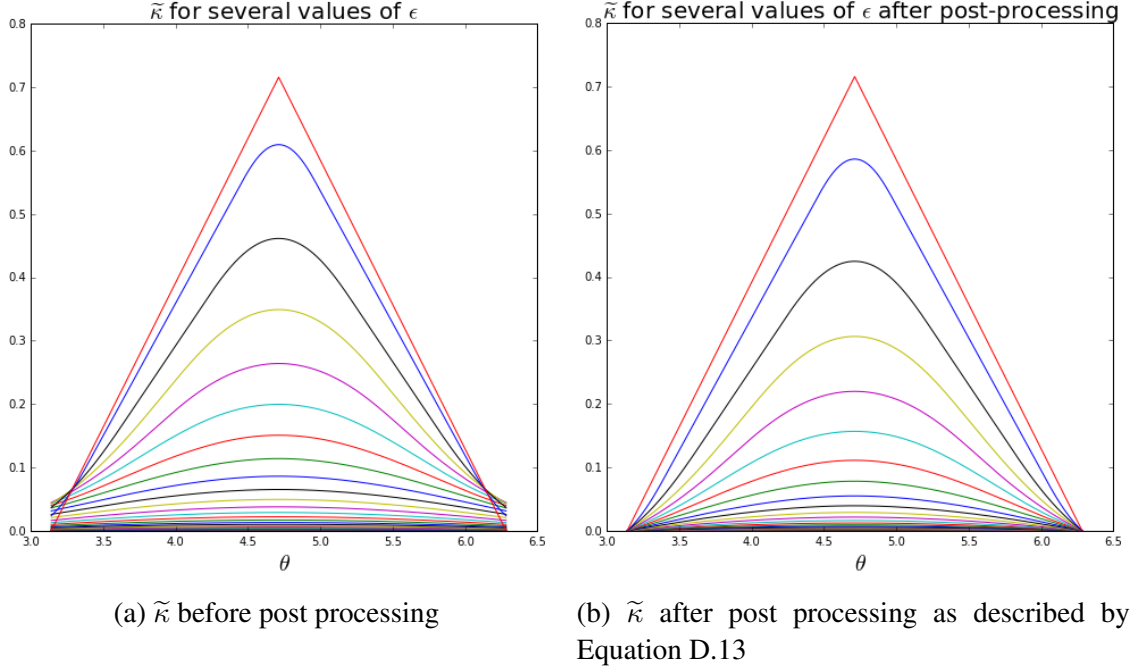 κ̃ for several values of ϵ
0.8
0.7
0.6
0.5
0.4
0.3
0.2
0.1
0.0
3.0 3.5 4.0 4.5 5.0 5.5 6.0 6.5
θ
(a) κ̃ before post processing
κ̃ for several values of ϵ after post-processing
0.8
0.7
0.6
0.5
0.4
0.3
0.2
0.1
0.0
3.0 3.5 4.0 4.5 5.0 5.5 6.0 6.5
θ
(b) κ̃ after post processing as described by
Equation D.13